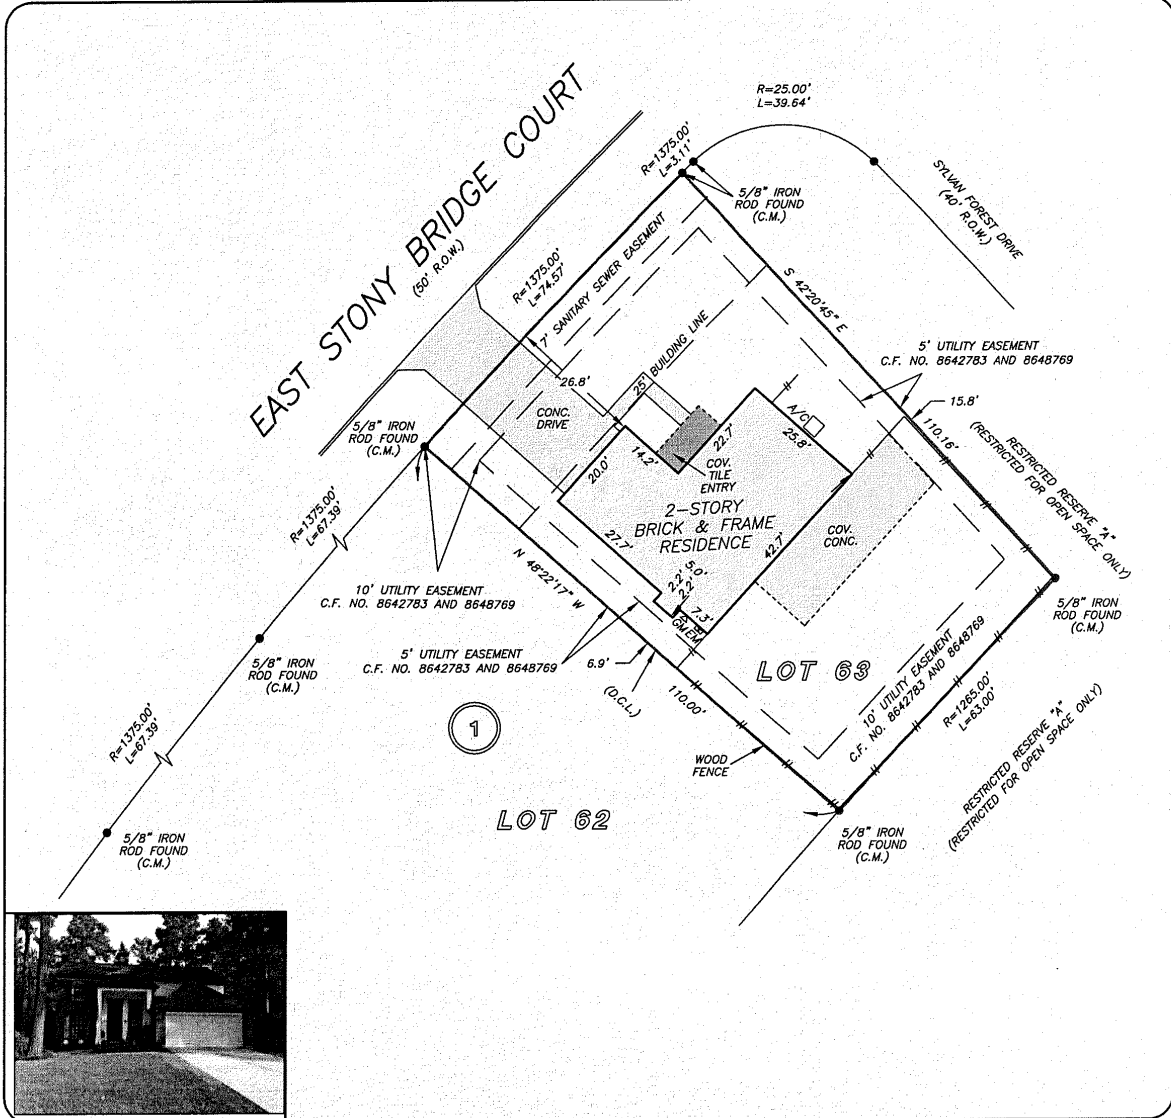 R=25.00'
L=39.64'
R=1375.00'
L=3.11'
5/8" IRON
ROD FOUND
(C.M.)
SYLVAN FOREST DRIVE
(40' R.O.W.)
EAST STONY BRIDGE COURT
(50' R.O.W.)
R=1375.00'
L=74.57'
7' SANITARY SEWER EASEMENT
S 42°20'45" E
5' UTILITY EASEMENT
C.F. NO. 8642783 AND 8648769
25' BUILDING LINE
26.8'
CONC.
DRIVE
15.8'
110.16'
RESTRICTED RESERVE "A"
(RESTRICTED FOR OPEN SPACE ONLY)
A/C
25.8'
22.7'
14.2'
20.0'
COV.
TILE
ENTRY
5/8" IRON
ROD FOUND
(C.M.)
2-STORY
BRICK & FRAME
RESIDENCE
COV.
CONC.
27.7'
42.7'
R=1375.00'
L=67.39'
N 48°22'17" W
2.2'
5.0'
2.2'
7.3'
GM
EM
10' UTILITY EASEMENT
C.F. NO. 8642783 AND 8648769
5' UTILITY EASEMENT
C.F. NO. 8642783 AND 8648769
6.9'
(D.C.L.)
110.00'
5/8" IRON
ROD FOUND
(C.M.)
LOT 63
10' UTILITY EASEMENT
C.F. NO. 8642783 AND 8648769
R=1265.00'
L=63.00'
5/8" IRON
ROD FOUND
(C.M.)
RESTRICTED RESERVE "A"
(RESTRICTED FOR OPEN SPACE ONLY)
R=1375.00'
L=67.39'
1
WOOD
FENCE
LOT 62
5/8" IRON
ROD FOUND
(C.M.)
5/8" IRON
ROD FOUND
(C.M.)